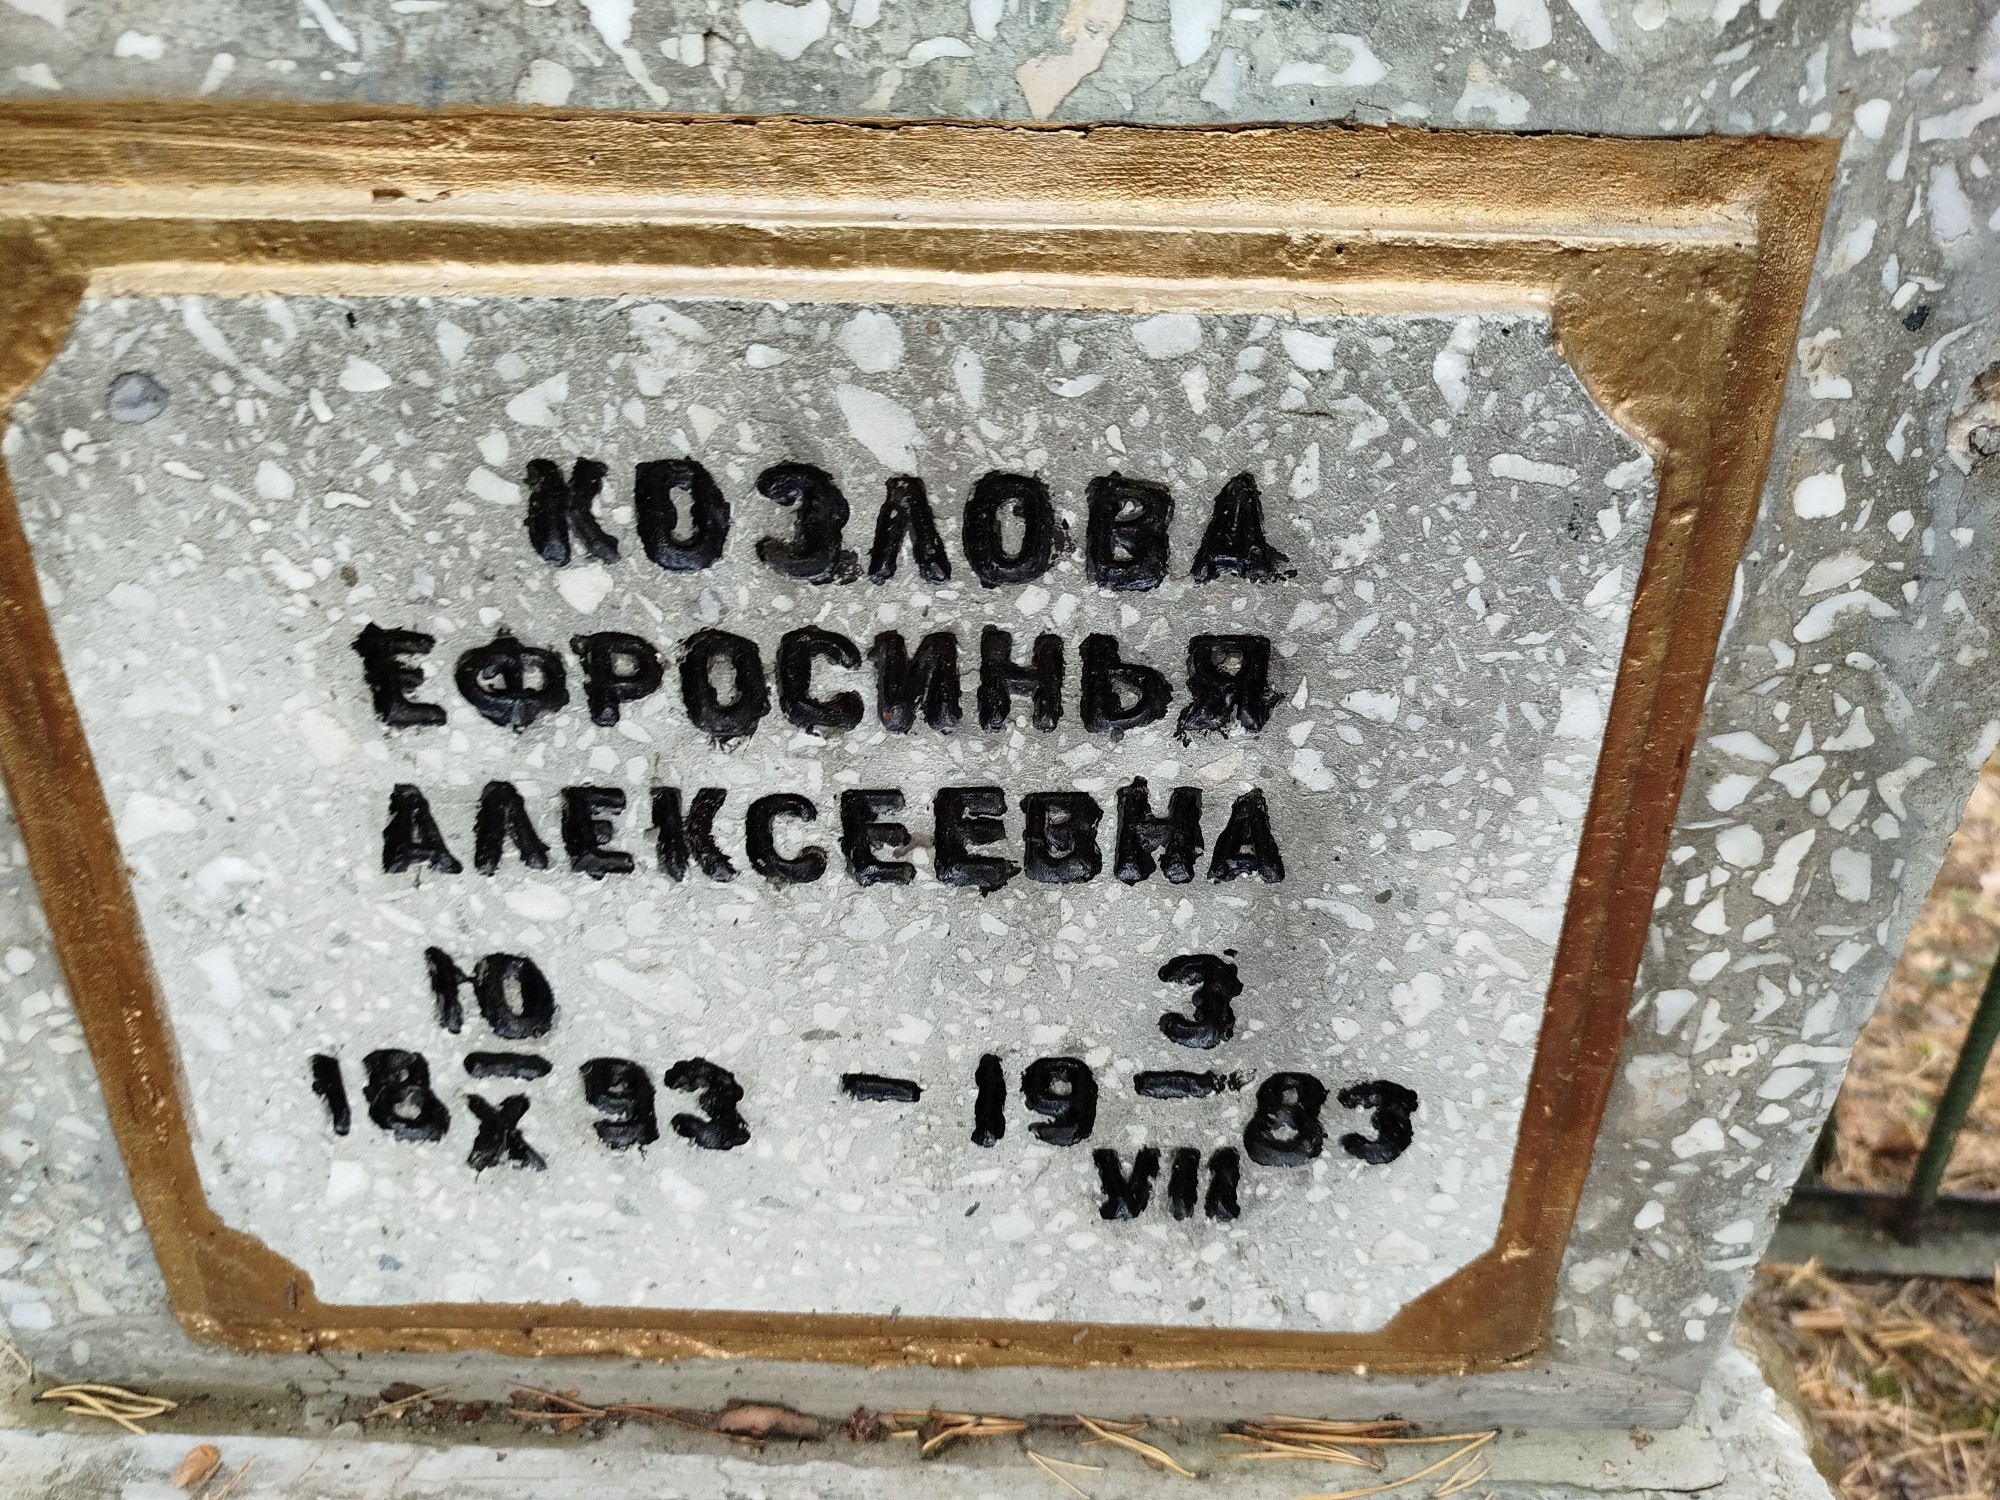 КОЗЛОВА
ЕФРОСИНЬЯ
АЛЕКСЕЕВНА
18 10/X 93 – 19 3/VII 83